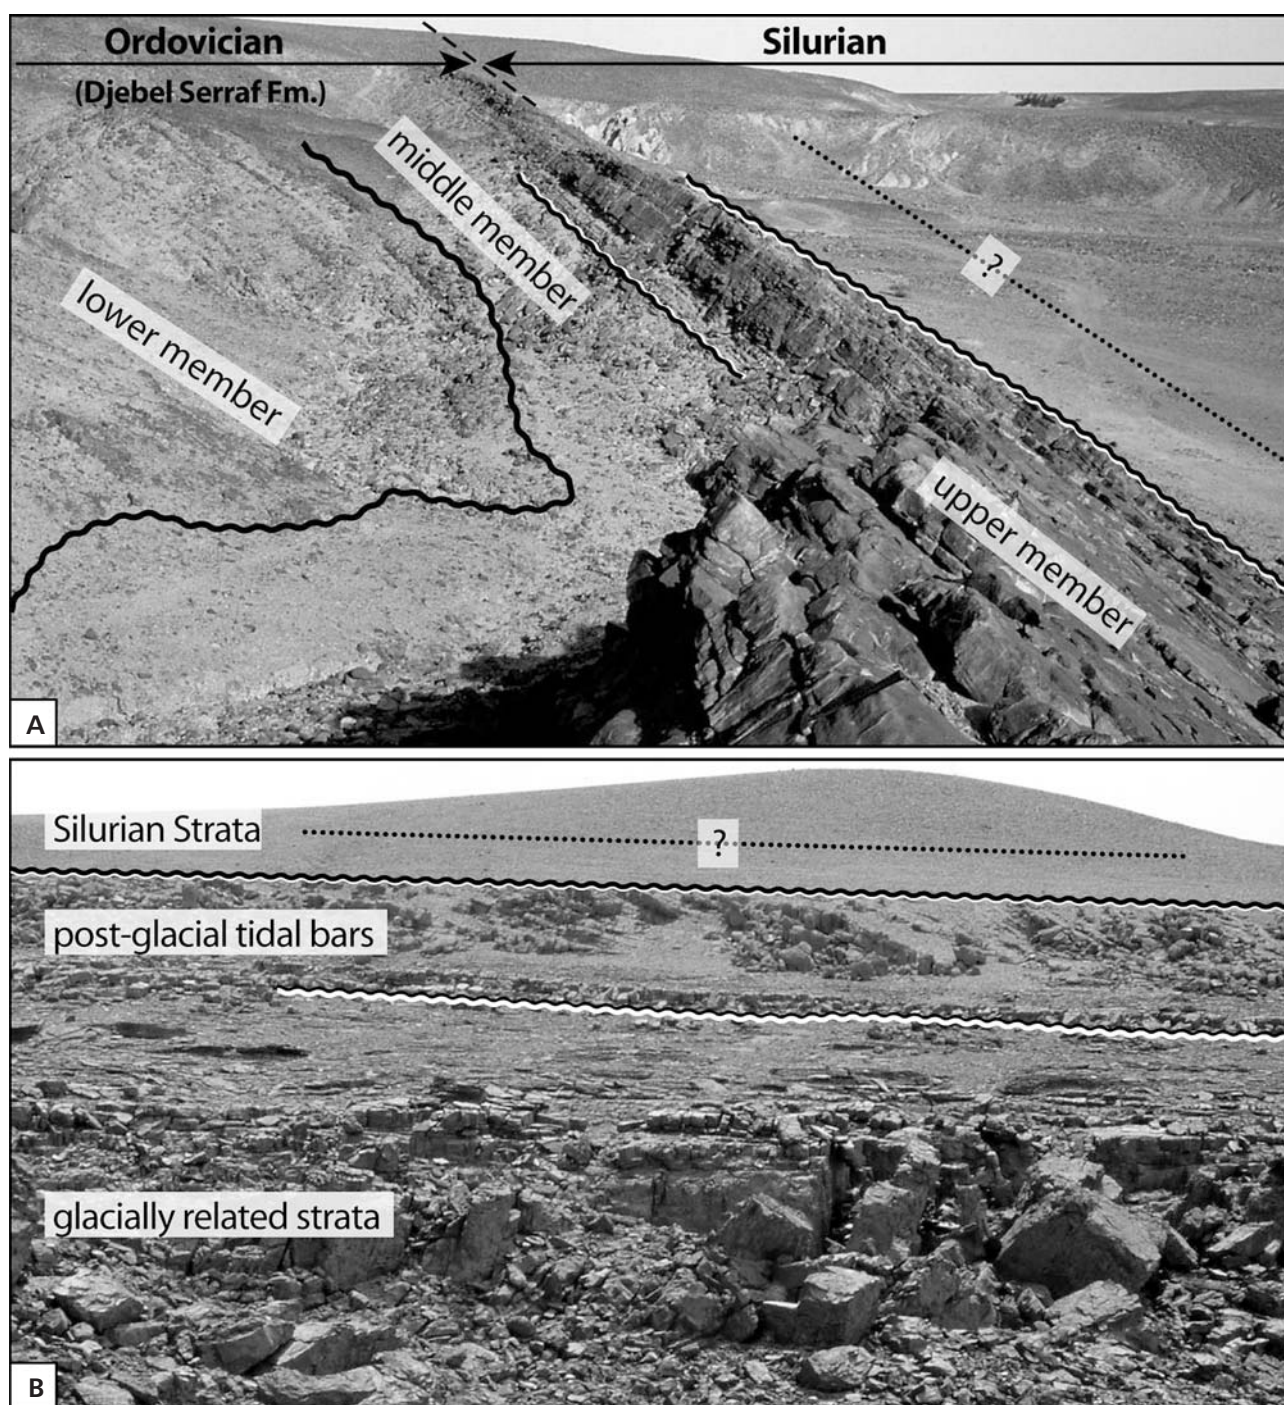 Ordovician
Silurian
(Djebel Serraf Fm.)
middle member
lower member
?
upper member
A
Silurian Strata
?
post-glacial tidal bars
glacially related strata
B